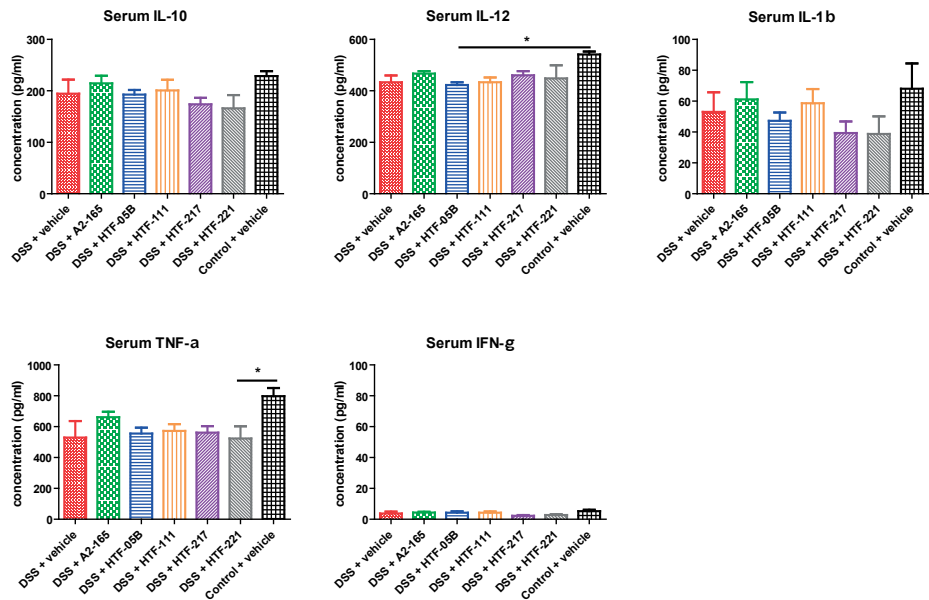 Serum IL-10
concentration (pg/ml)
300
200
100
0
DSS + vehicle
DSS + A2-165
DSS + HTF-05B
DSS + HTF-111
DSS + HTF-217
DSS + HTF-221
Control + vehicle
Serum IL-12
concentration (pg/ml)
600
400
200
0
*
DSS + vehicle
DSS + A2-165
DSS + HTF-05B
DSS + HTF-111
DSS + HTF-217
DSS + HTF-221
Control + vehicle
Serum IL-1b
concentration (pg/ml)
100
80
60
40
20
0
DSS + vehicle
DSS + A2-165
DSS + HTF-05B
DSS + HTF-111
DSS + HTF-217
DSS + HTF-221
Control + vehicle
Serum TNF-a
concentration (pg/ml)
1000
800
600
400
200
0
*
DSS + vehicle
DSS + A2-165
DSS + HTF-05B
DSS + HTF-111
DSS + HTF-217
DSS + HTF-221
Control + vehicle
Serum IFN-g
concentration (pg/ml)
100
80
60
40
20
0
DSS + vehicle
DSS + A2-165
DSS + HTF-05B
DSS + HTF-111
DSS + HTF-217
DSS + HTF-221
Control + vehicle